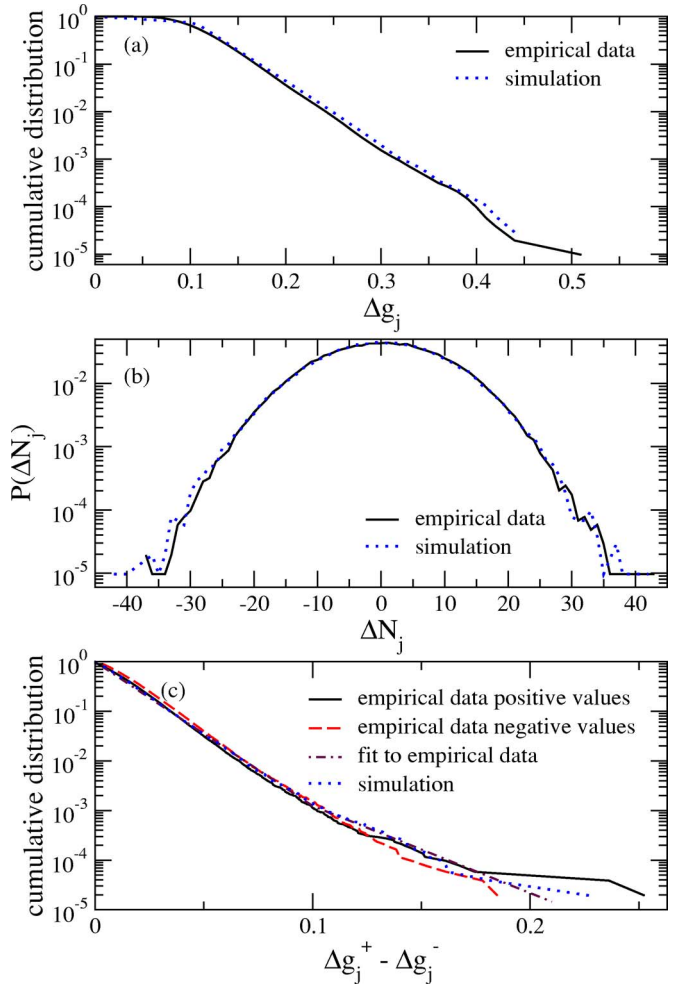 10^0
(a)
empirical data
simulation
10^-1
10^-2
10^-3
10^-4
10^-5
cumulative distribution
0 0.1 0.2 0.3 0.4 0.5
Δg_j
(b)
10^-2
10^-3
10^-4
10^-5
P(ΔN_j)
empirical data
simulation
-40 -30 -20 -10 0 10 20 30 40
ΔN_j
10^0
(c)
empirical data positive values
empirical data negative values
fit to empirical data
simulation
10^-1
10^-2
10^-3
10^-4
10^-5
cumulative distribution
0 0.1 0.2
Δg_j^+ - Δg_j^-